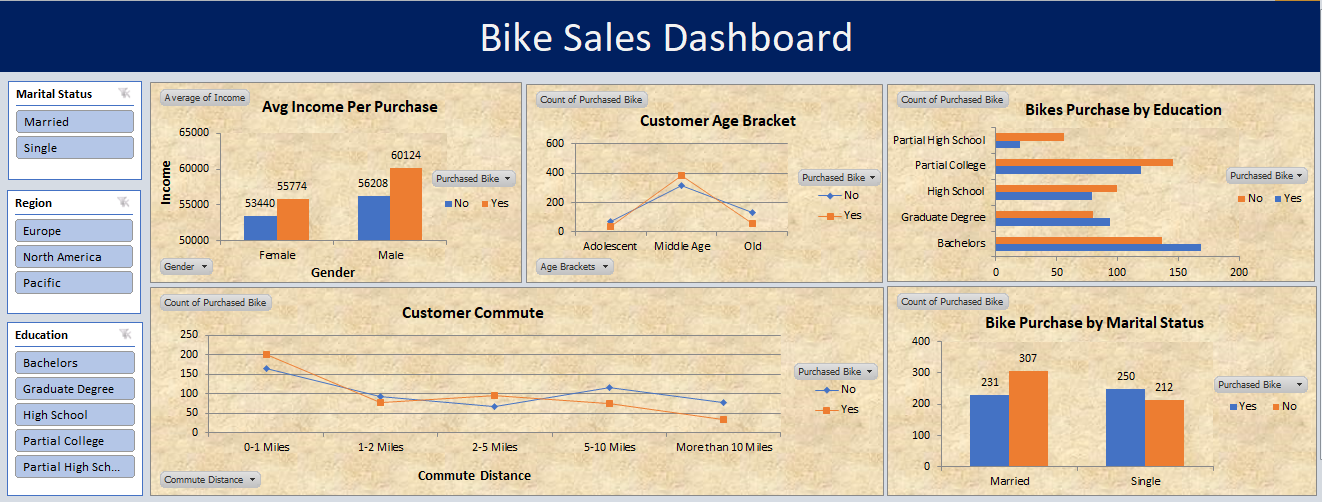 Bike Sales Dashboard
Marital Status
Married
Single
Region
Europe
North America
Pacific
Education
Bachelors
Graduate Degree
High School
Partial College
Partial High Sch...
Average of Income
Avg Income Per Purchase
65000
60000
55000
50000
Income
53440
55774
56208
60124
Female
Male
Gender
Purchased Bike
No
Yes
Gender
Count of Purchased Bike
Customer Age Bracket
600
400
200
0
Adolescent
Middle Age
Old
Purchased Bike
No
Yes
Age Brackets
Count of Purchased Bike
Bikes Purchase by Education
Partial High School
Partial College
High School
Graduate Degree
Bachelors
0
50
100
150
200
Purchased Bike
No
Yes
Count of Purchased Bike
Customer Commute
250
200
150
100
50
0
0-1 Miles
1-2 Miles
2-5 Miles
5-10 Miles
More than 10 Miles
Commute Distance
Purchased Bike
No
Yes
Commute Distance
Count of Purchased Bike
Bike Purchase by Marital Status
400
300
200
100
0
231
307
250
212
Married
Single
Purchased Bike
Yes
No